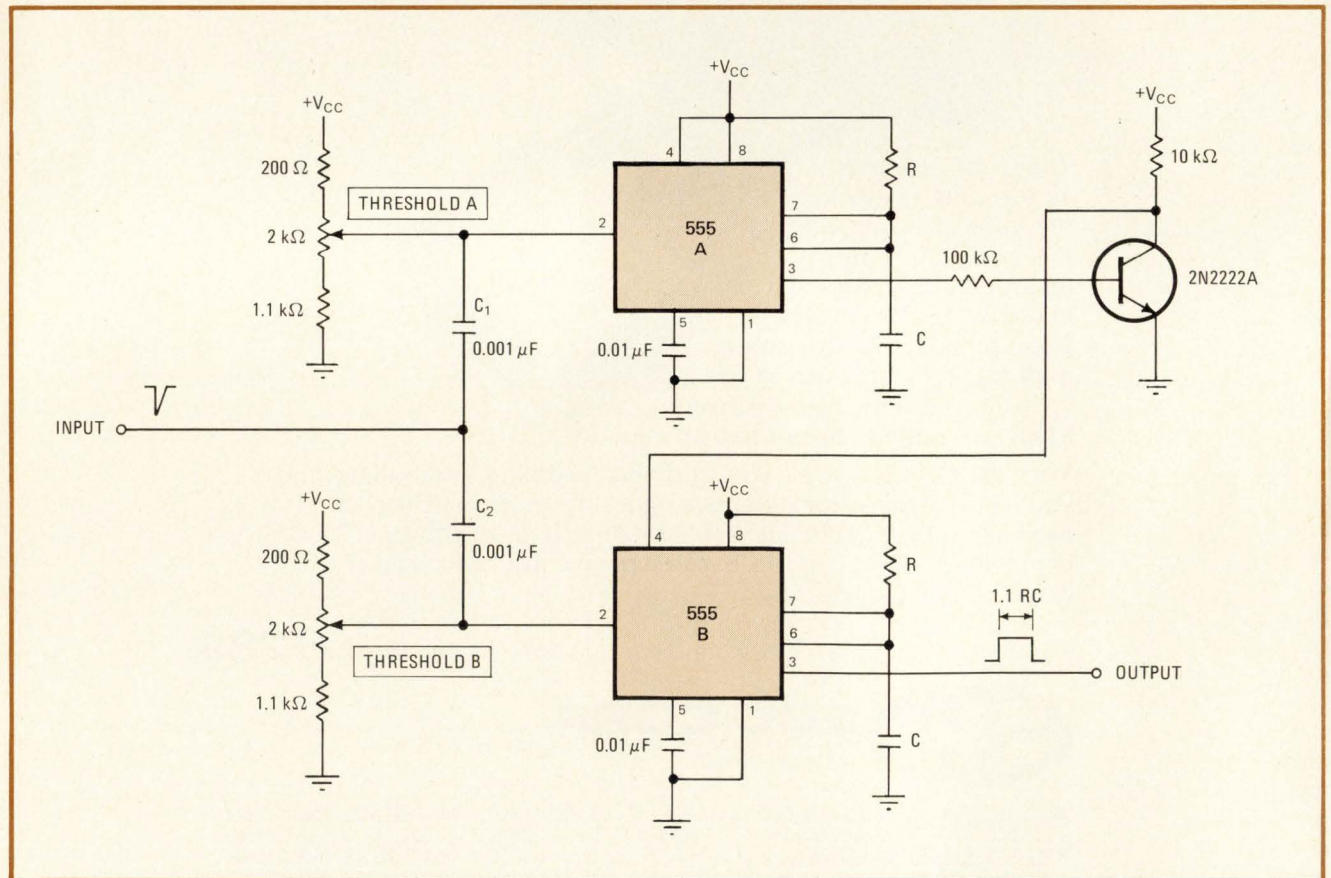 +VCC
+VCC
+VCC
200 Ω
4
8
R
10 kΩ
THRESHOLD A
2 kΩ
2
555
A
7
6
3
100 kΩ
2N2222A
1.1 kΩ
C1
0.001 µF
5
1
0.01 µF
C
INPUT
+VCC
+VCC
C2
0.001 µF
4
8
200 Ω
R
2 kΩ
2
555
B
7
6
3
1.1 RC
THRESHOLD B
OUTPUT
1.1 kΩ
5
1
0.01 µF
C